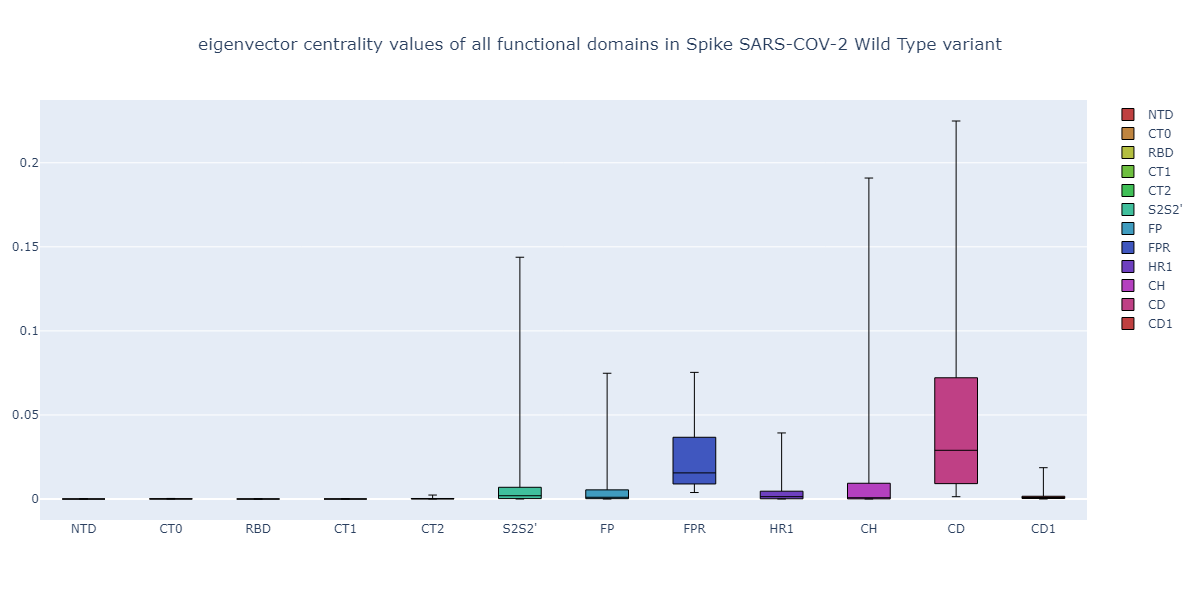 eigenvector centrality values of all functional domains in Spike SARS-COV-2 Wild Type variant
0.2
0.15
0.1
0.05
0
NTD
CT0
RBD
CT1
CT2
S2S2'
FP
FPR
HR1
CH
CD
CD1
NTD
CT0
RBD
CT1
CT2
S2S2'
FP
FPR
HR1
CH
CD
CD1